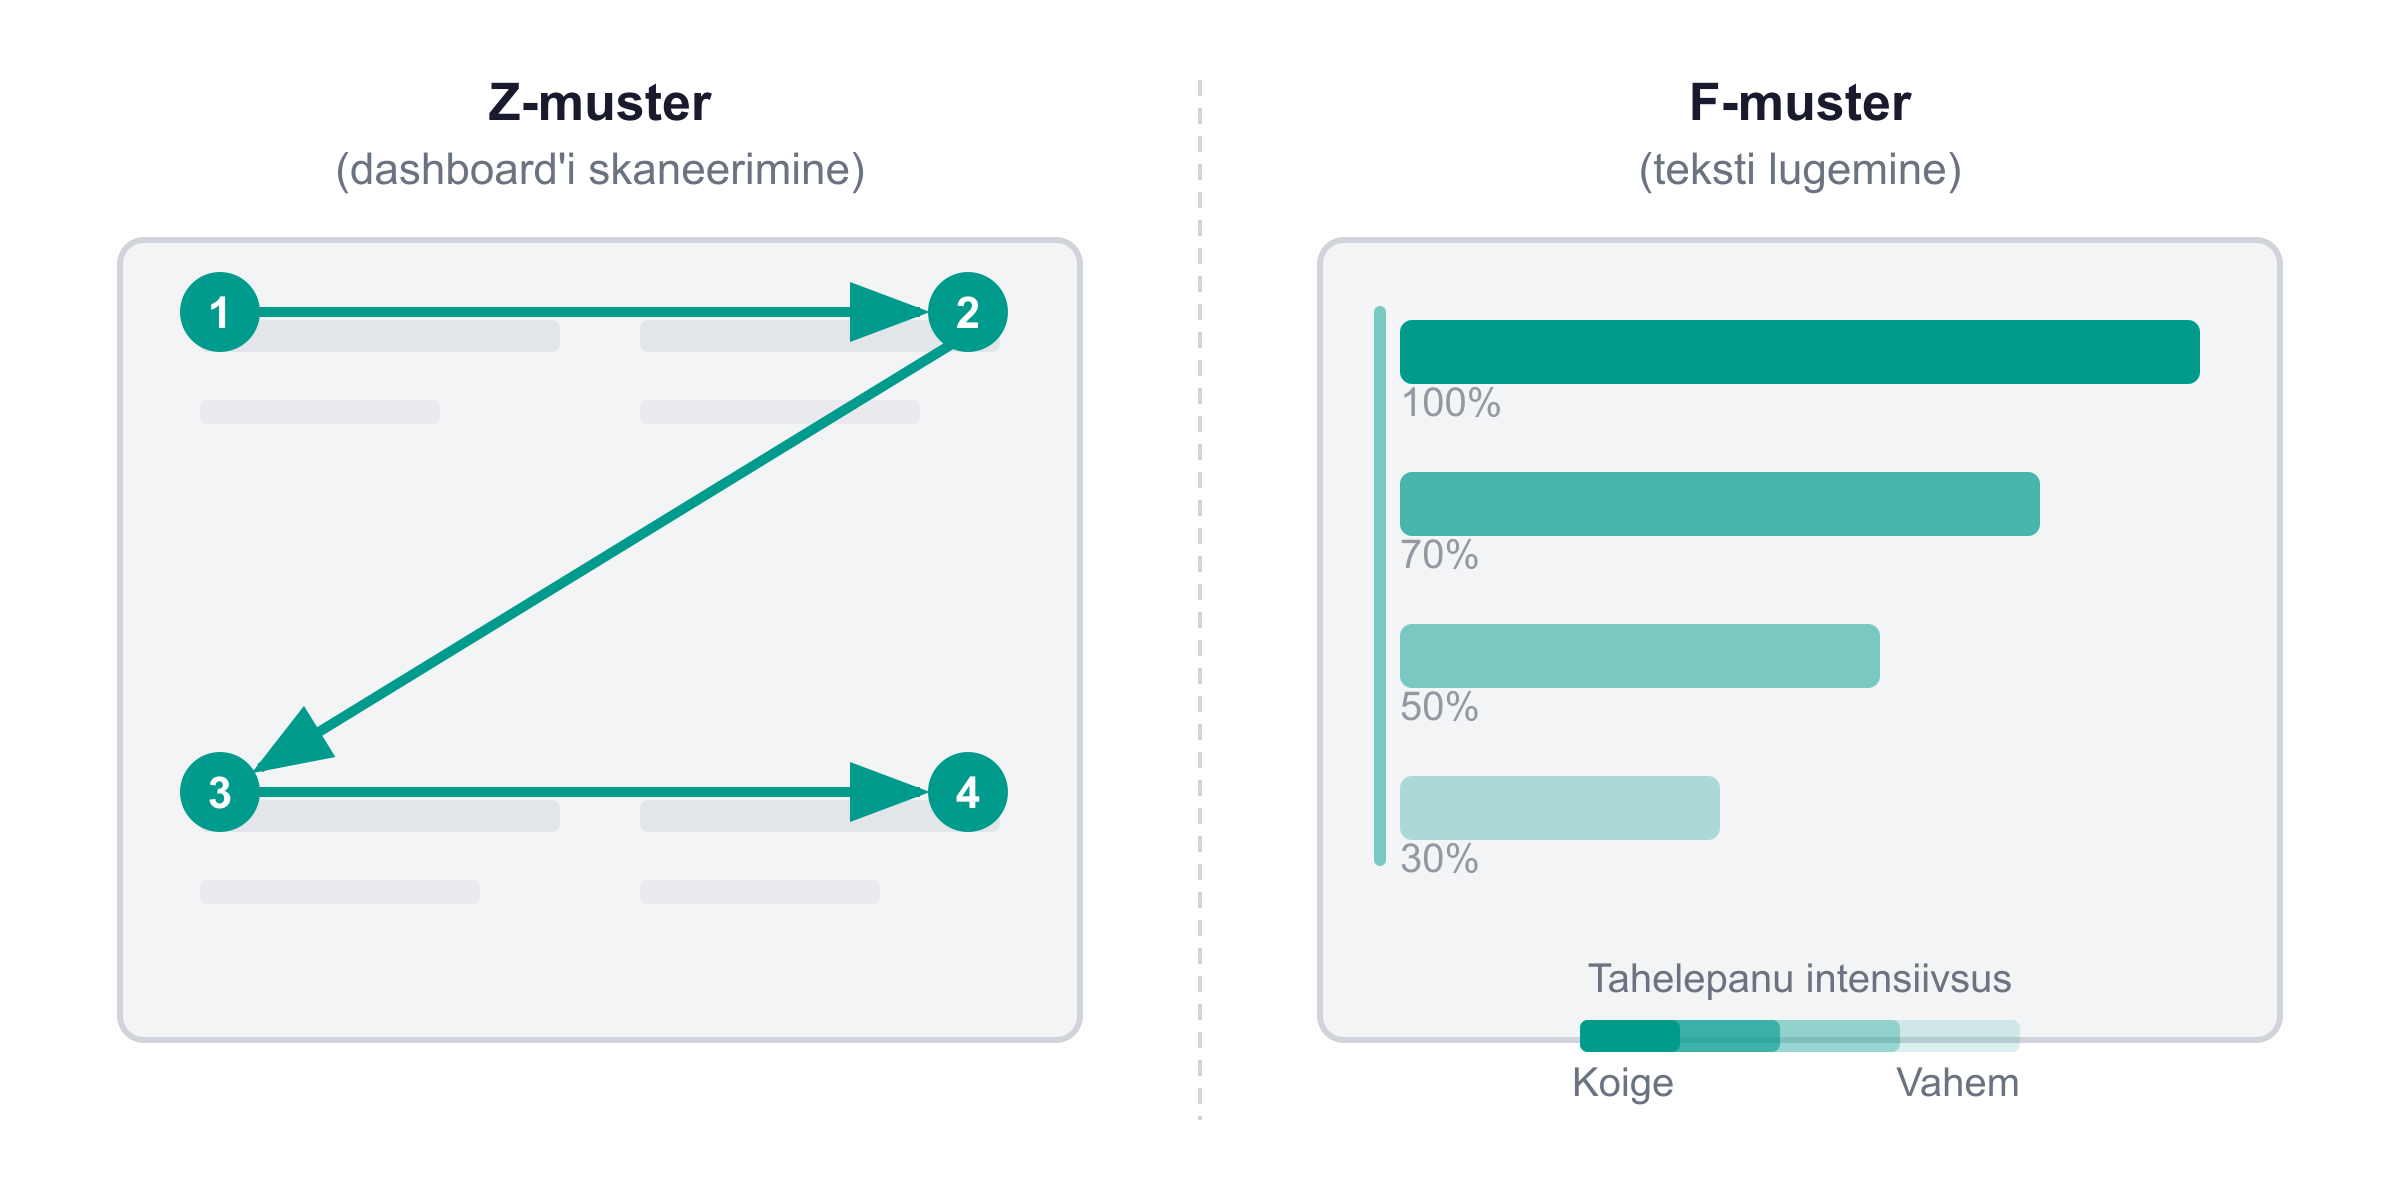 Z-muster
(dashboard'i skaneerimine)
1
2
3
4
F-muster
(teksti lugemine)
100%
70%
50%
30%
Tahelepanu intensiivsus
Koige
Vahem